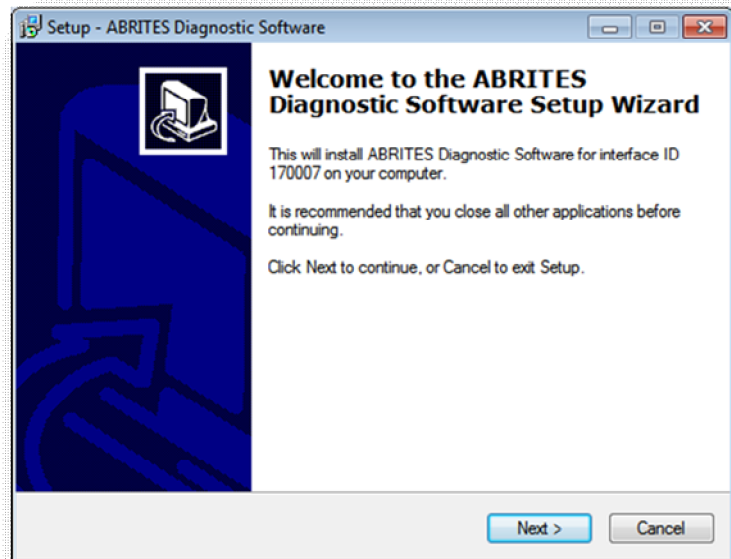 Setup - ABRITES Diagnostic Software
Welcome to the ABRITES
Diagnostic Software Setup Wizard
This will install ABRITES Diagnostic Software for interface ID
170007 on your computer.
It is recommended that you close all other applications before
continuing.
Click Next to continue, or Cancel to exit Setup.
Next >
Cancel